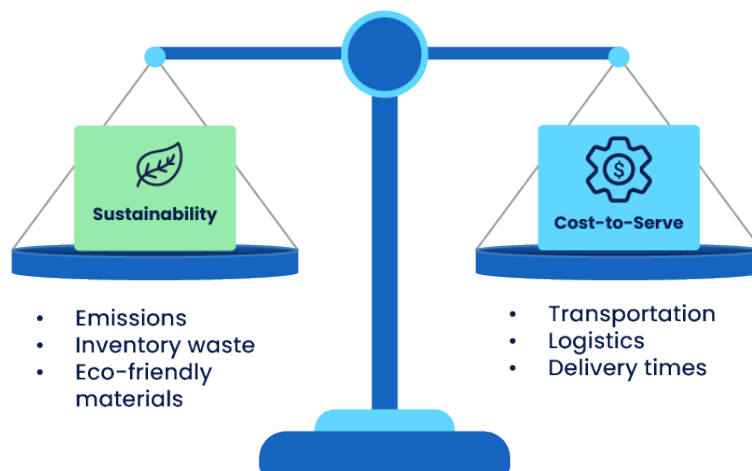 Sustainability
$
Cost-to-Serve
• Emissions
• Inventory waste
• Eco-friendly
materials
• Transportation
• Logistics
• Delivery times